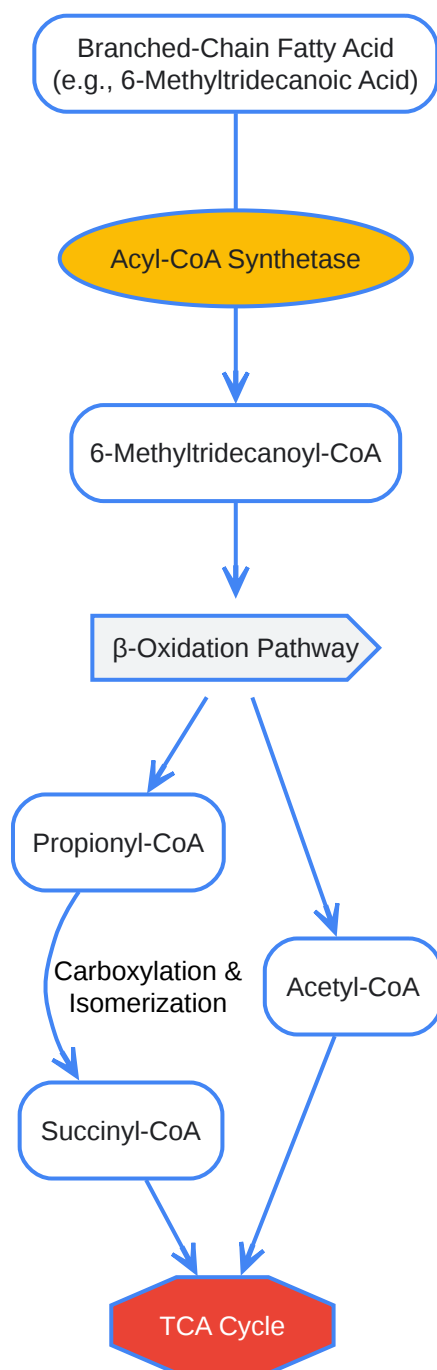 Branched-Chain Fatty Acid
(e.g., 6-Methyltridecanoic Acid)
Acyl-CoA Synthetase
6-Methyltridecanoyl-CoA
β-Oxidation Pathway
Propionyl-CoA
Carboxylation &
Isomerization
Acetyl-CoA
Succinyl-CoA
TCA Cycle